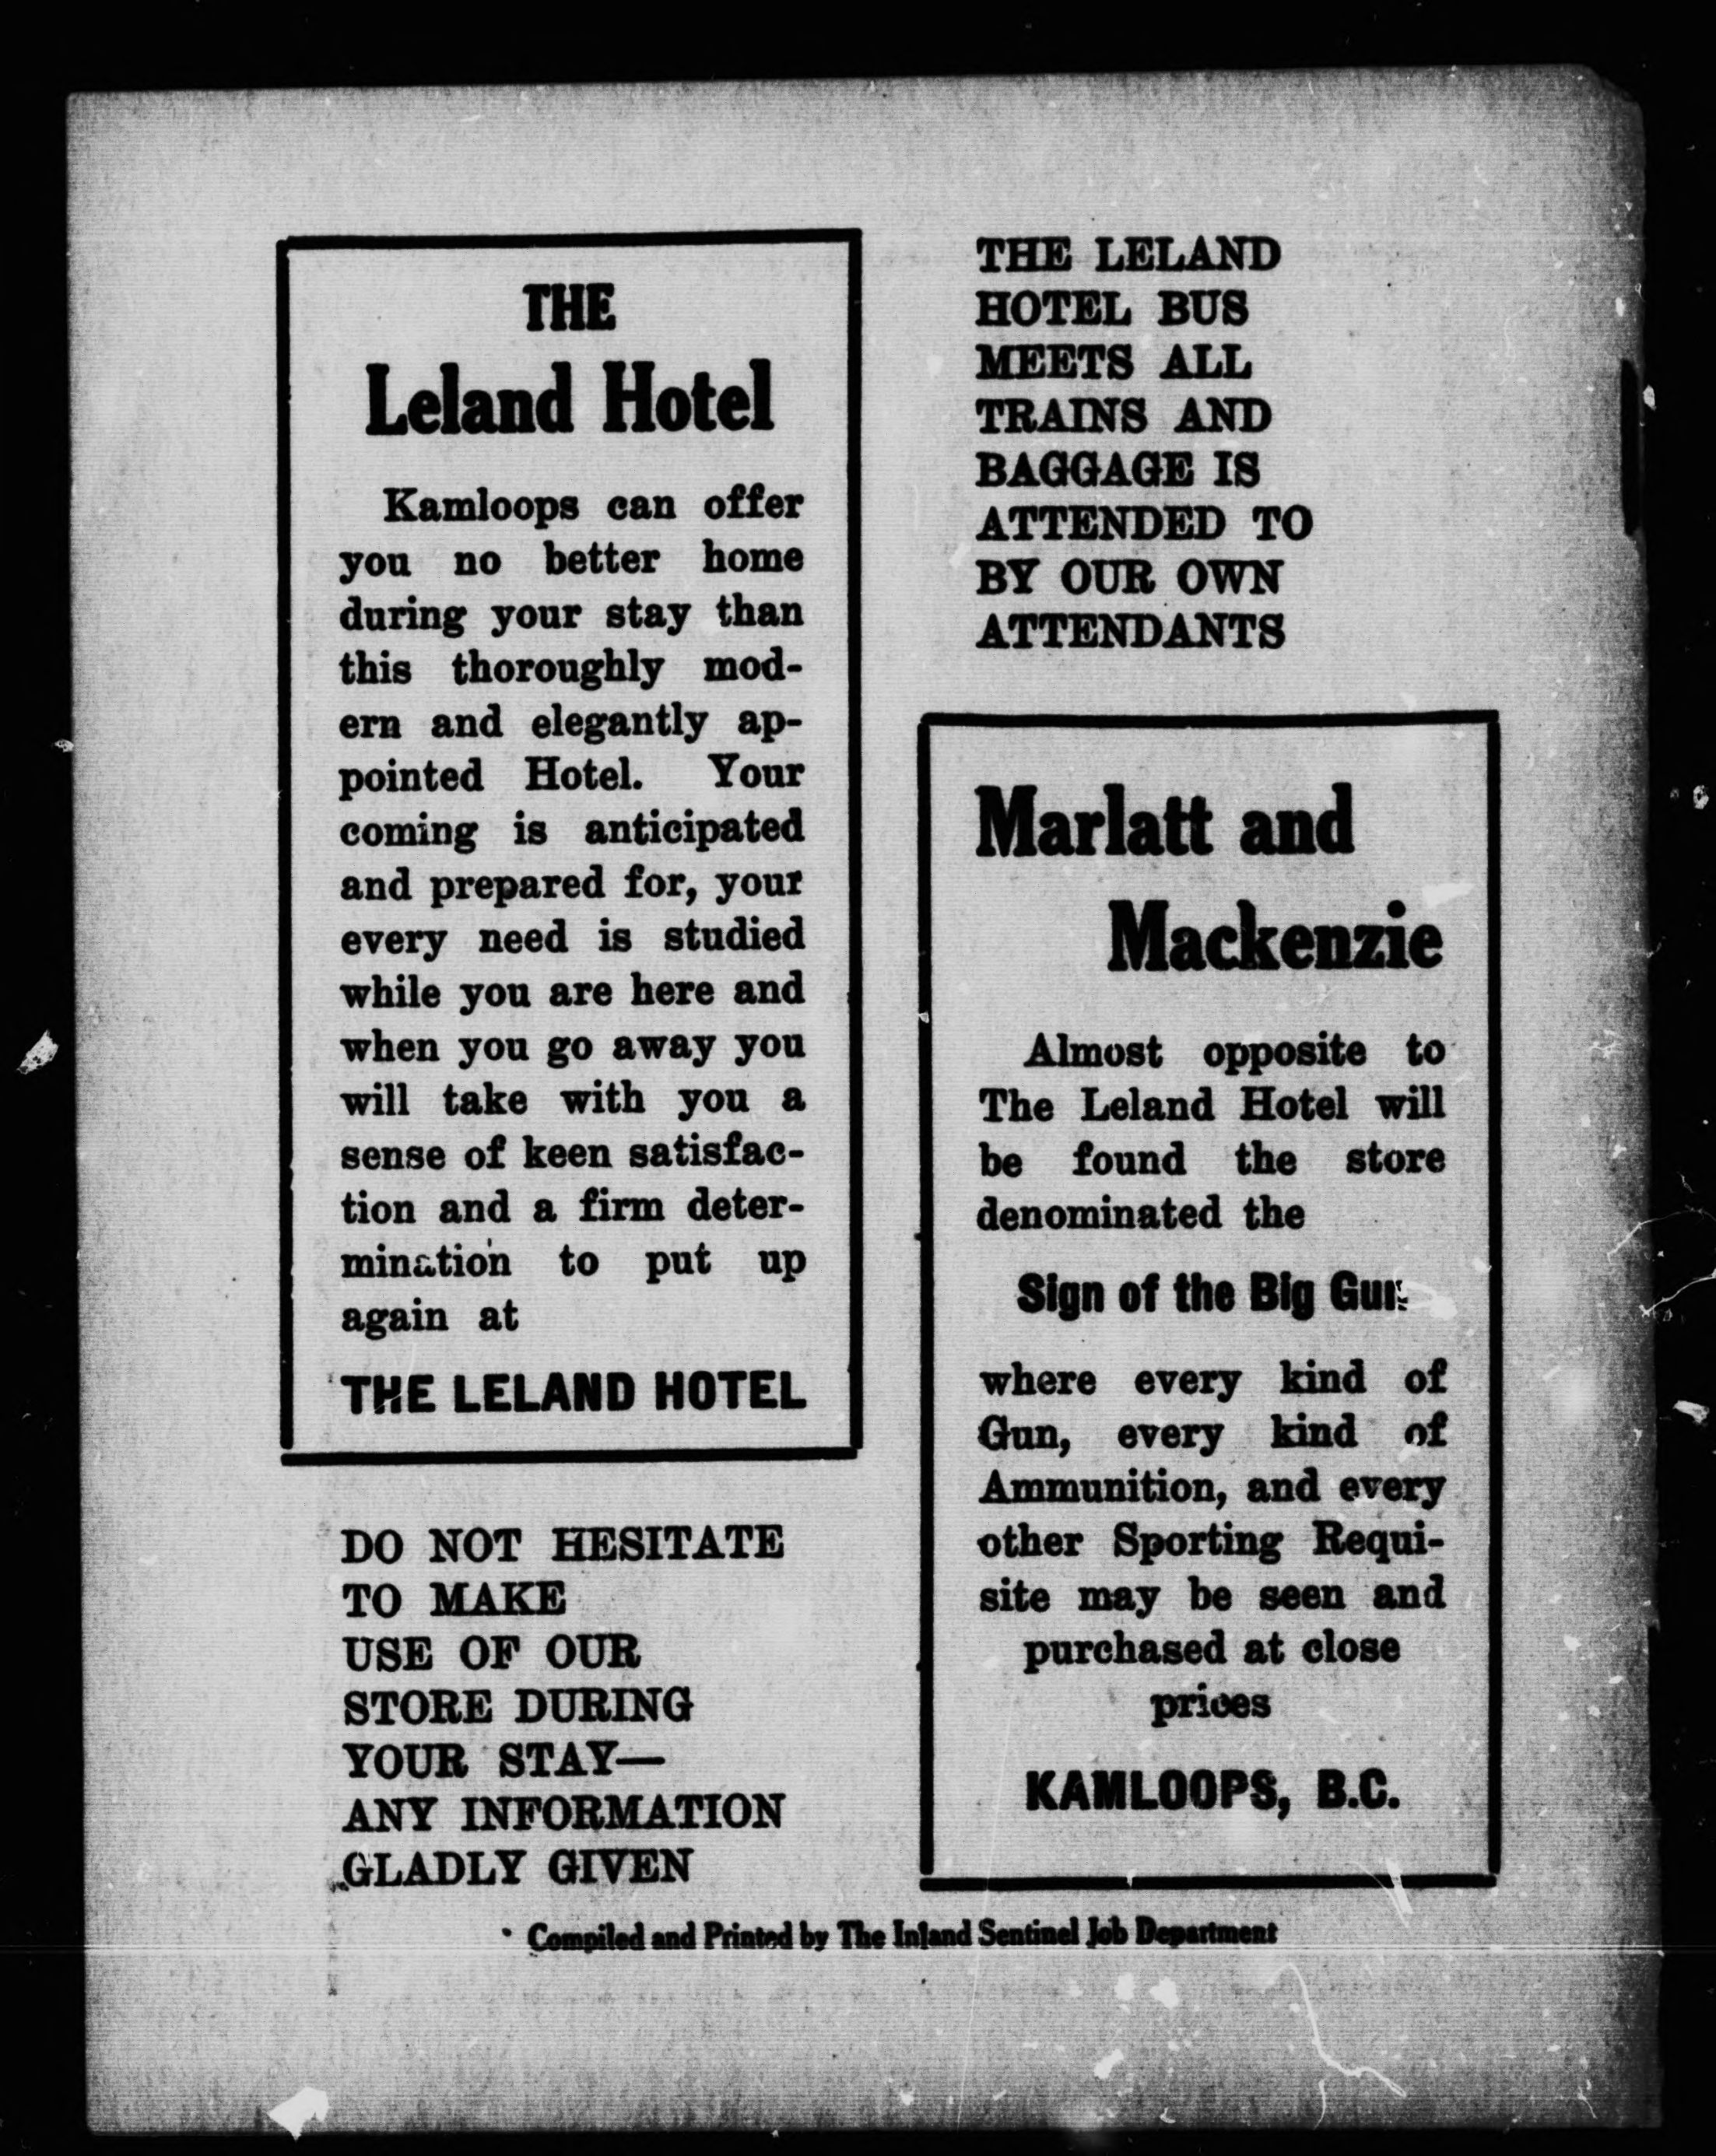 THE
Leland Hotel
Kamloops can offer
you no better home
during your stay than
this thoroughly mod-
ern and elegantly ap-
pointed Hotel. Your
coming is anticipated
and prepared for, your
every need is studied
while you are here and
when you go away you
will take with you a
sense of keen satisfac-
tion and a firm deter-
mination to put up
again at
THE LELAND HOTEL
DO NOT HESITATE
TO MAKE
USE OF OUR
STORE DURING
YOUR STAY—
ANY INFORMATION
GLADLY GIVEN
THE LELAND
HOTEL BUS
MEETS ALL
TRAINS AND
BAGGAGE IS
ATTENDED TO
BY OUR OWN
ATTENDANTS
Marlatt and
Mackenzie
Almost opposite to
The Leland Hotel will
be found the store
denominated the
Sign of the Big Gun
where every kind of
Gun, every kind of
Ammunition, and every
other Sporting Requi-
site may be seen and
purchased at close
prices
KAMLOOPS, B.C.
Compiled and Printed by The Inland Sentinel Job Department